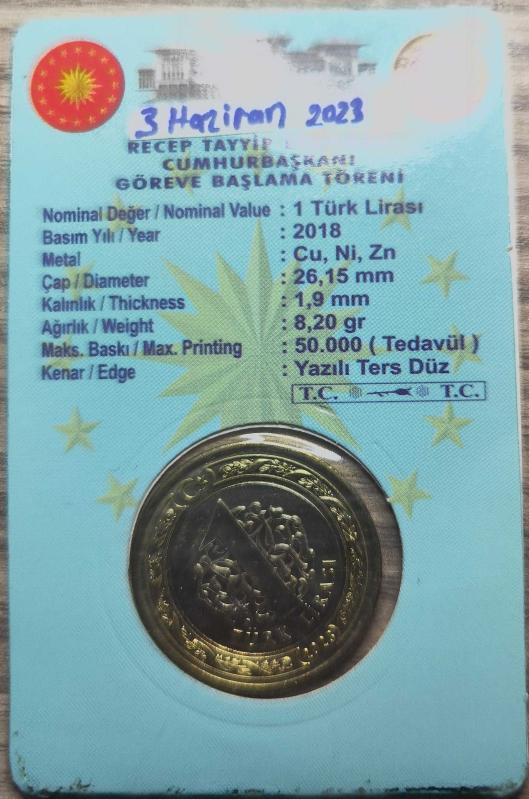 3 Haziran 2023
RECEP TAYYİP
CUMHURBAŞKANI
GÖREVE BAŞLAMA TÖRENİ
Nominal Değer / Nominal Value : 1 Türk Lirası
Basım Yılı / Year : 2018
Metal : Cu, Ni, Zn
Çap / Diameter : 26,15 mm
Kalınlık / Thickness : 1,9 mm
Ağırlık / Weight : 8,20 gr
Maks. Baskı / Max. Printing : 50.000 ( Tedavül )
Kenar / Edge : Yazılı Ters Düz
T.C. T.C.
TÜRK LİRASI